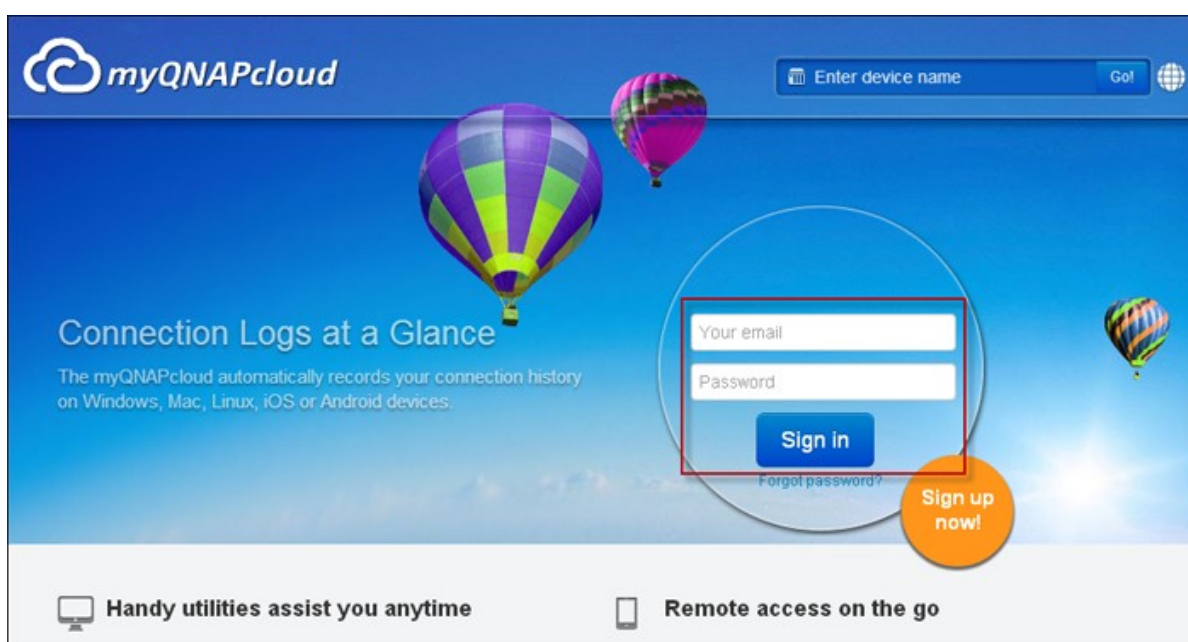 myQNAPcloud
Enter device name
Go!
Connection Logs at a Glance
The myQNAPcloud automatically records your connection history
on Windows, Mac, Linux, iOS or Android devices.
Your email
Password
Sign in
Forgot password?
Sign up
now!
Handy utilities assist you anytime
Remote access on the go